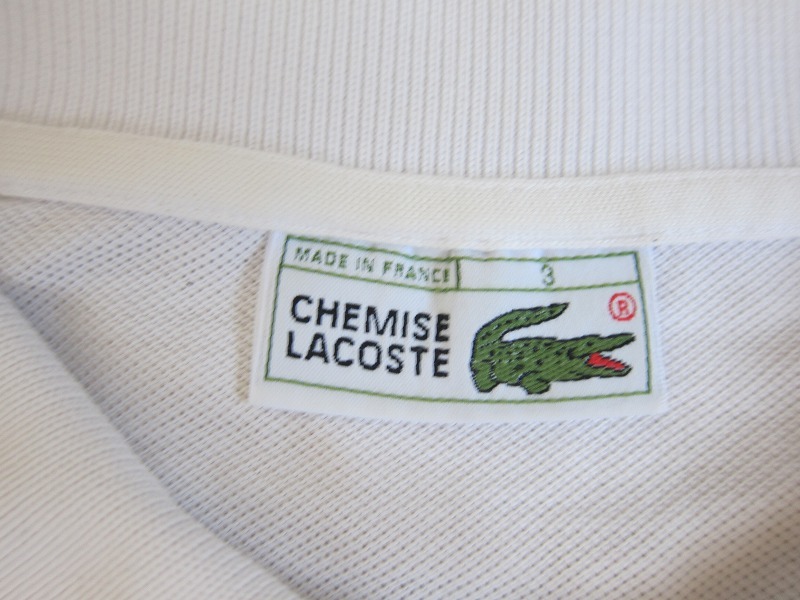 MADE IN FRANCE 3
CHEMISE
LACOSTE
®